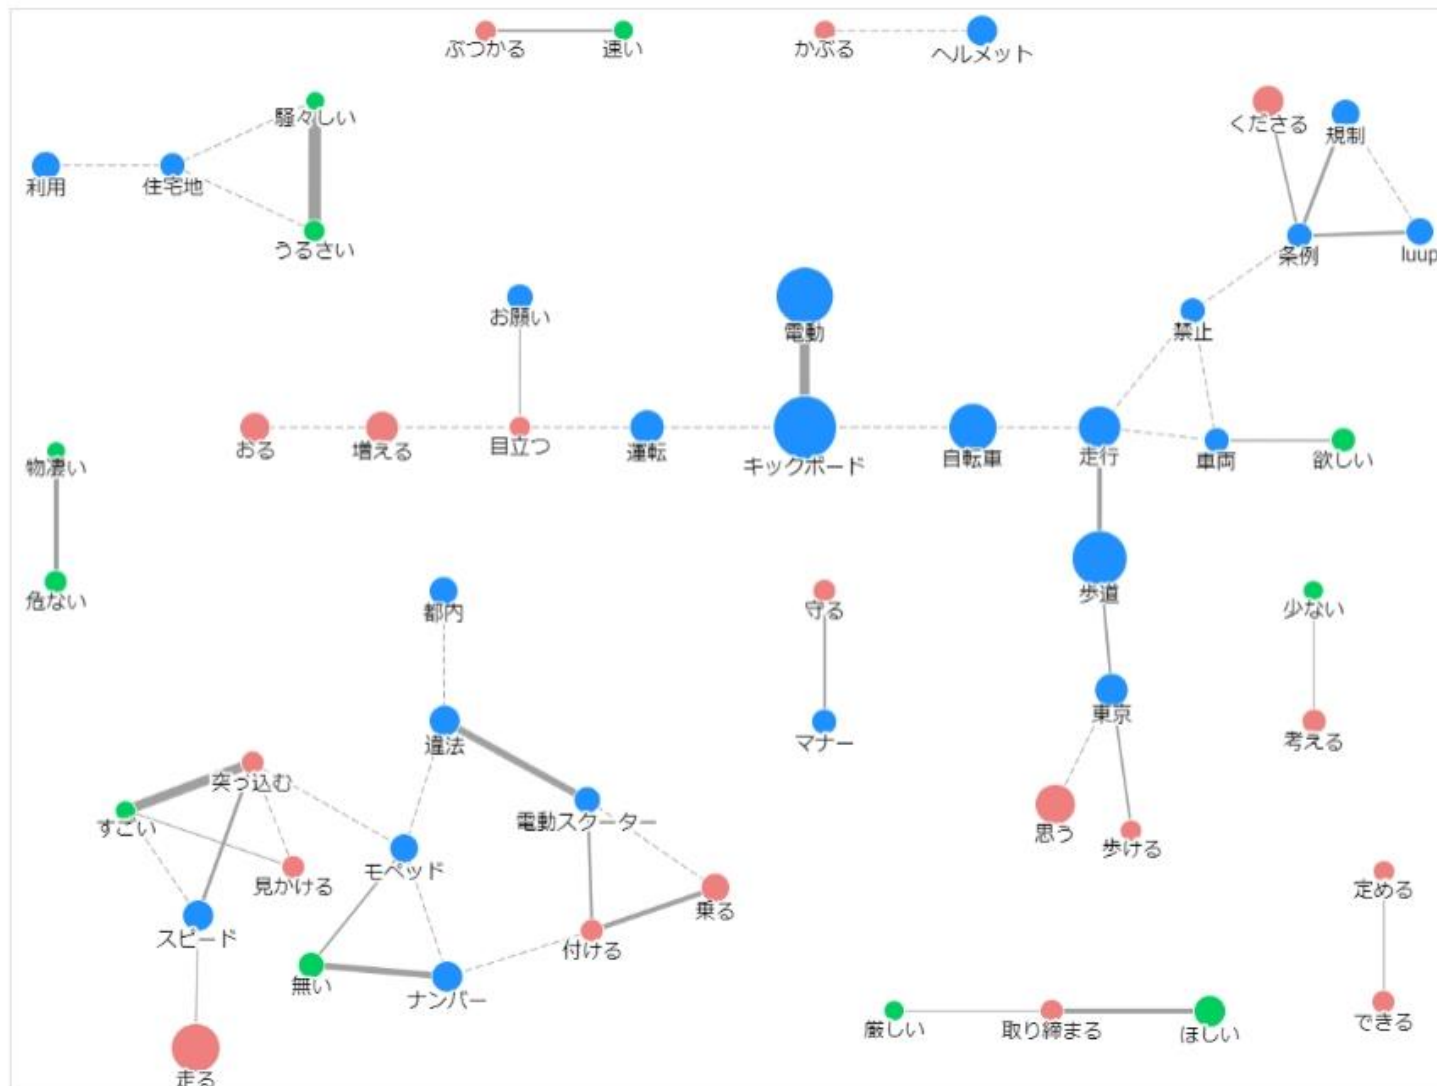 ぶつかる
速い
かぶる
ヘルメット
騒々しい
くださる
規制
利用
住宅地
うるさい
条例
luup
お願い
電動
禁止
おる
増える
目立つ
運転
キックボード
自転車
走行
車両
欲しい
物凄い
危ない
都内
守る
歩道
少ない
違法
マナー
東京
考える
突っ込む
すごい
電動スクーター
思う
歩ける
見かける
モペッド
定める
スピード
乗る
付ける
無い
ナンバー
厳しい
取り締まる
ほしい
できる
走る